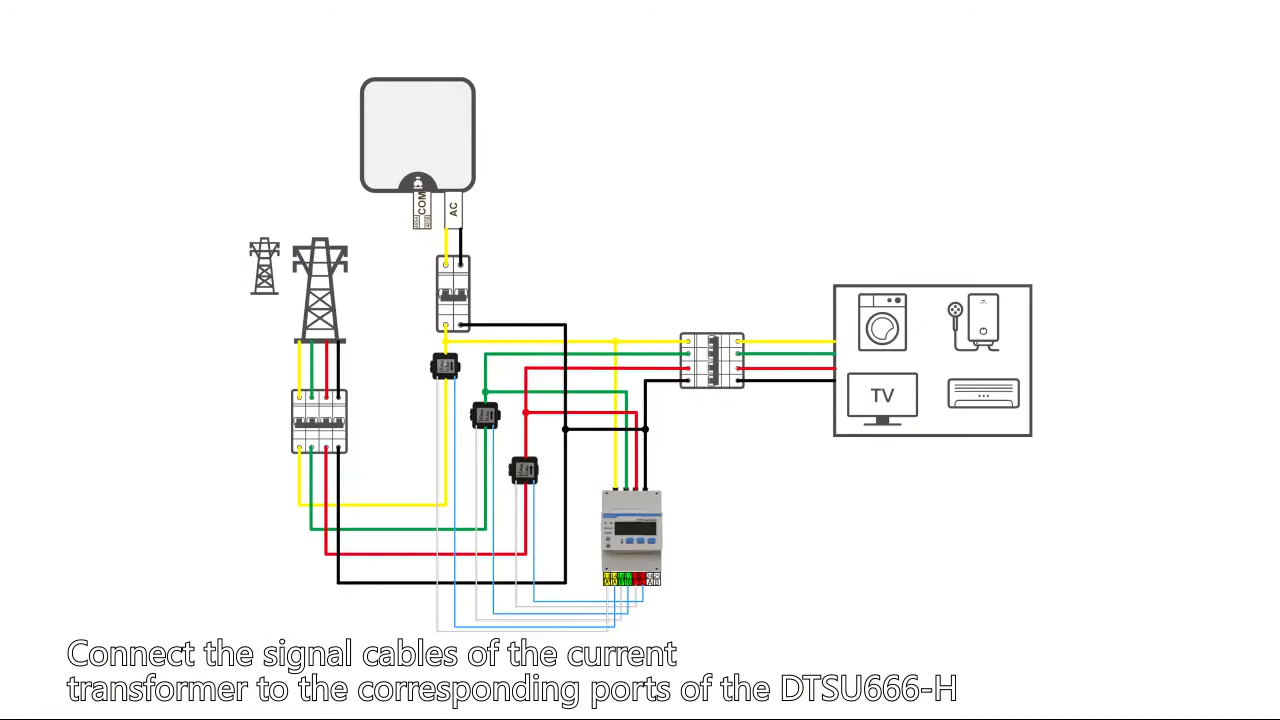 COM
AC
TV
Connect the signal cables of the current
transformer to the corresponding ports of the DTSU666-H